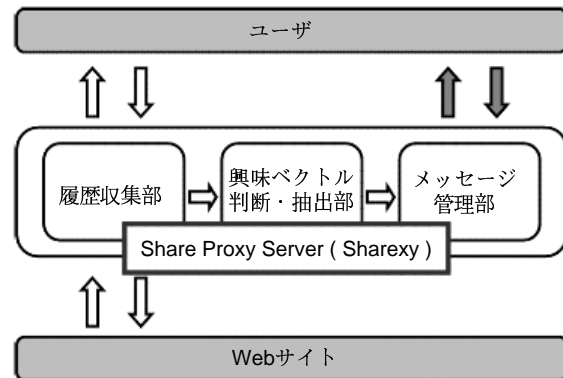 ユーザ
履歴収集部
興味ベクトル
判断・抽出部
メッセージ
管理部
Share Proxy Server ( Sharexy )
Webサイト